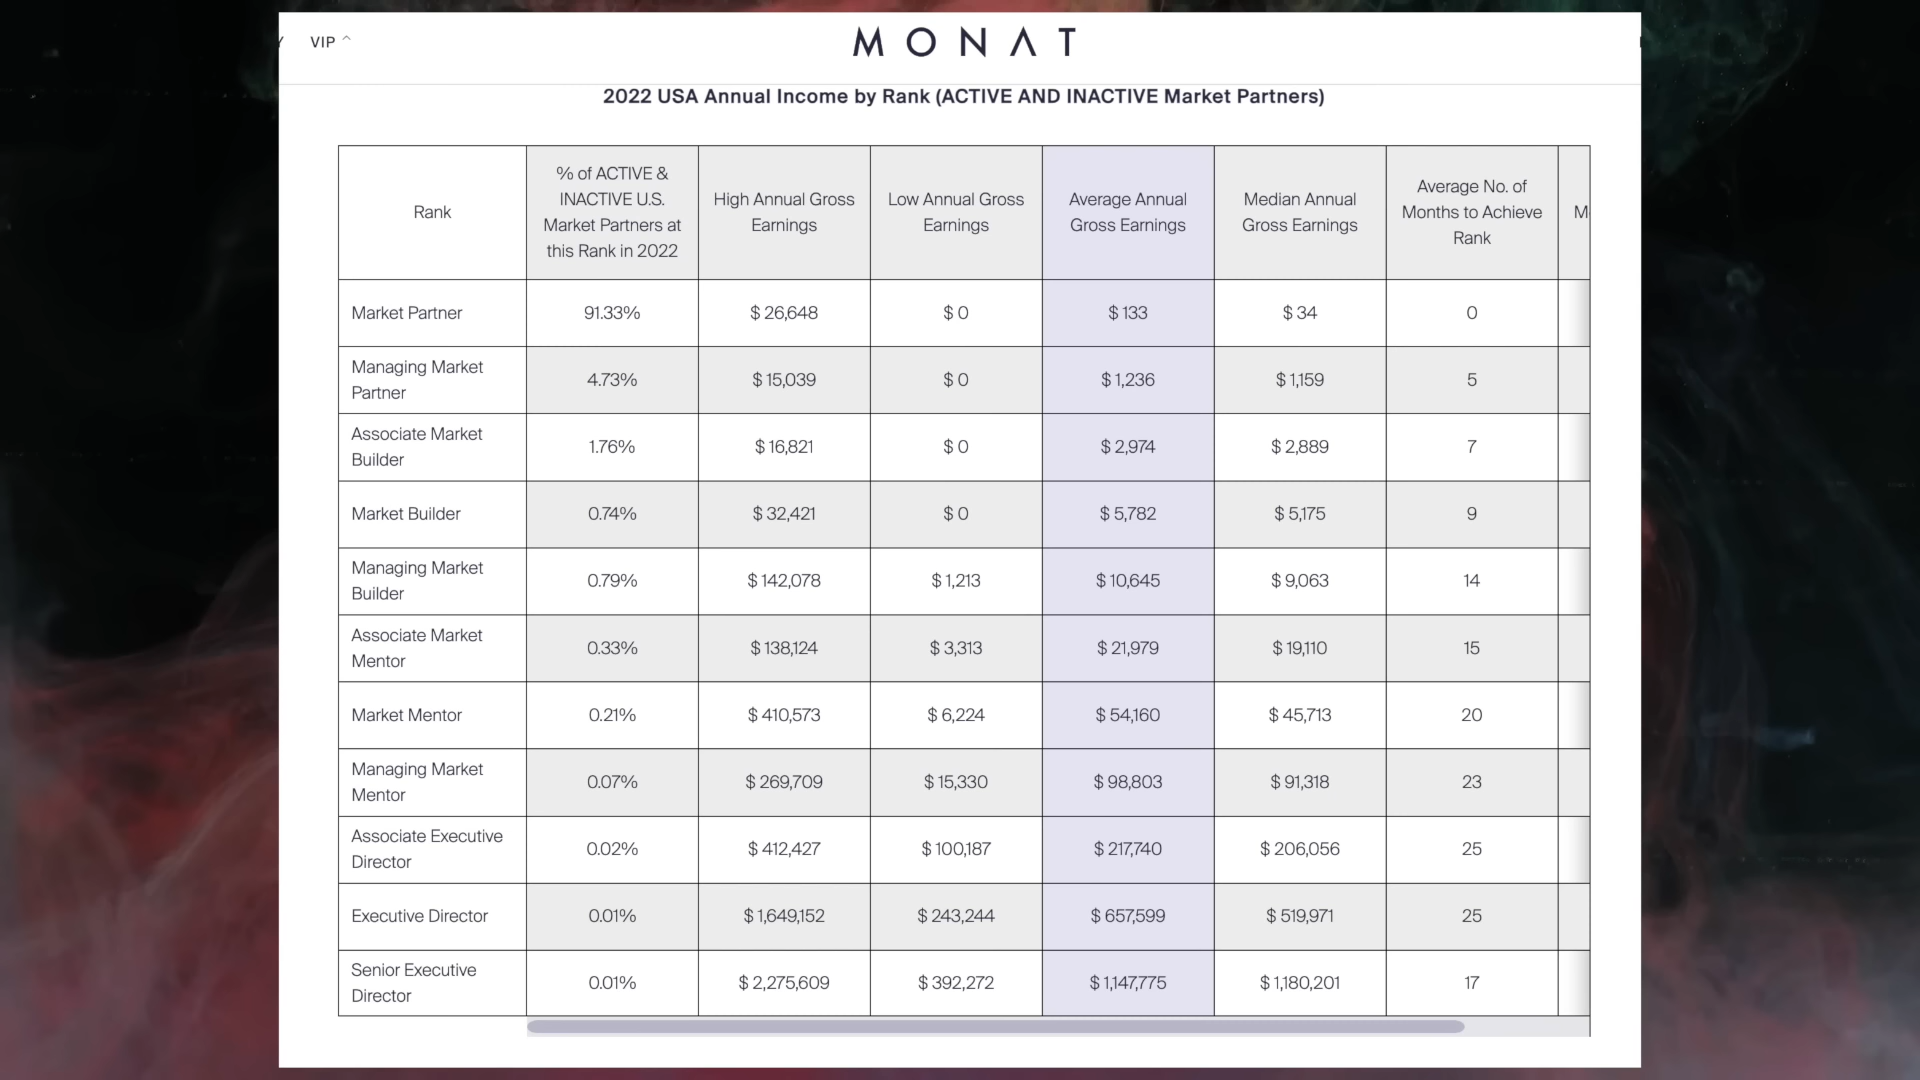 VIP
MONAT
2022 USA Annual Income by Rank (ACTIVE AND INACTIVE Market Partners)
Rank
% of ACTIVE &
INACTIVE U.S.
Market Partners at
this Rank in 2022
High Annual Gross
Earnings
Low Annual Gross
Earnings
Average Annual
Gross Earnings
Median Annual
Gross Earnings
Average No. of
Months to Achieve
Rank
Market Partner
91.33%
$ 26,648
$ 0
$ 133
$ 34
0
Managing Market
Partner
4.73%
$ 15,039
$ 0
$ 1,236
$ 1,159
5
Associate Market
Builder
1.76%
$ 16,821
$ 0
$ 2,974
$ 2,889
7
Market Builder
0.74%
$ 32,421
$ 0
$ 5,782
$ 5,175
9
Managing Market
Builder
0.79%
$ 142,078
$ 1,213
$ 10,645
$ 9,063
14
Associate Market
Mentor
0.33%
$ 138,124
$ 3,313
$ 21,979
$ 19,110
15
Market Mentor
0.21%
$ 410,573
$ 6,224
$ 54,160
$ 45,713
20
Managing Market
Mentor
0.07%
$ 269,709
$ 15,330
$ 98,803
$ 91,318
23
Associate Executive
Director
0.02%
$ 412,427
$ 100,187
$ 217,740
$ 206,056
25
Executive Director
0.01%
$ 1,649,152
$ 243,244
$ 657,599
$ 519,971
25
Senior Executive
Director
0.01%
$ 2,275,609
$ 392,272
$ 1,147,775
$ 1,180,201
17